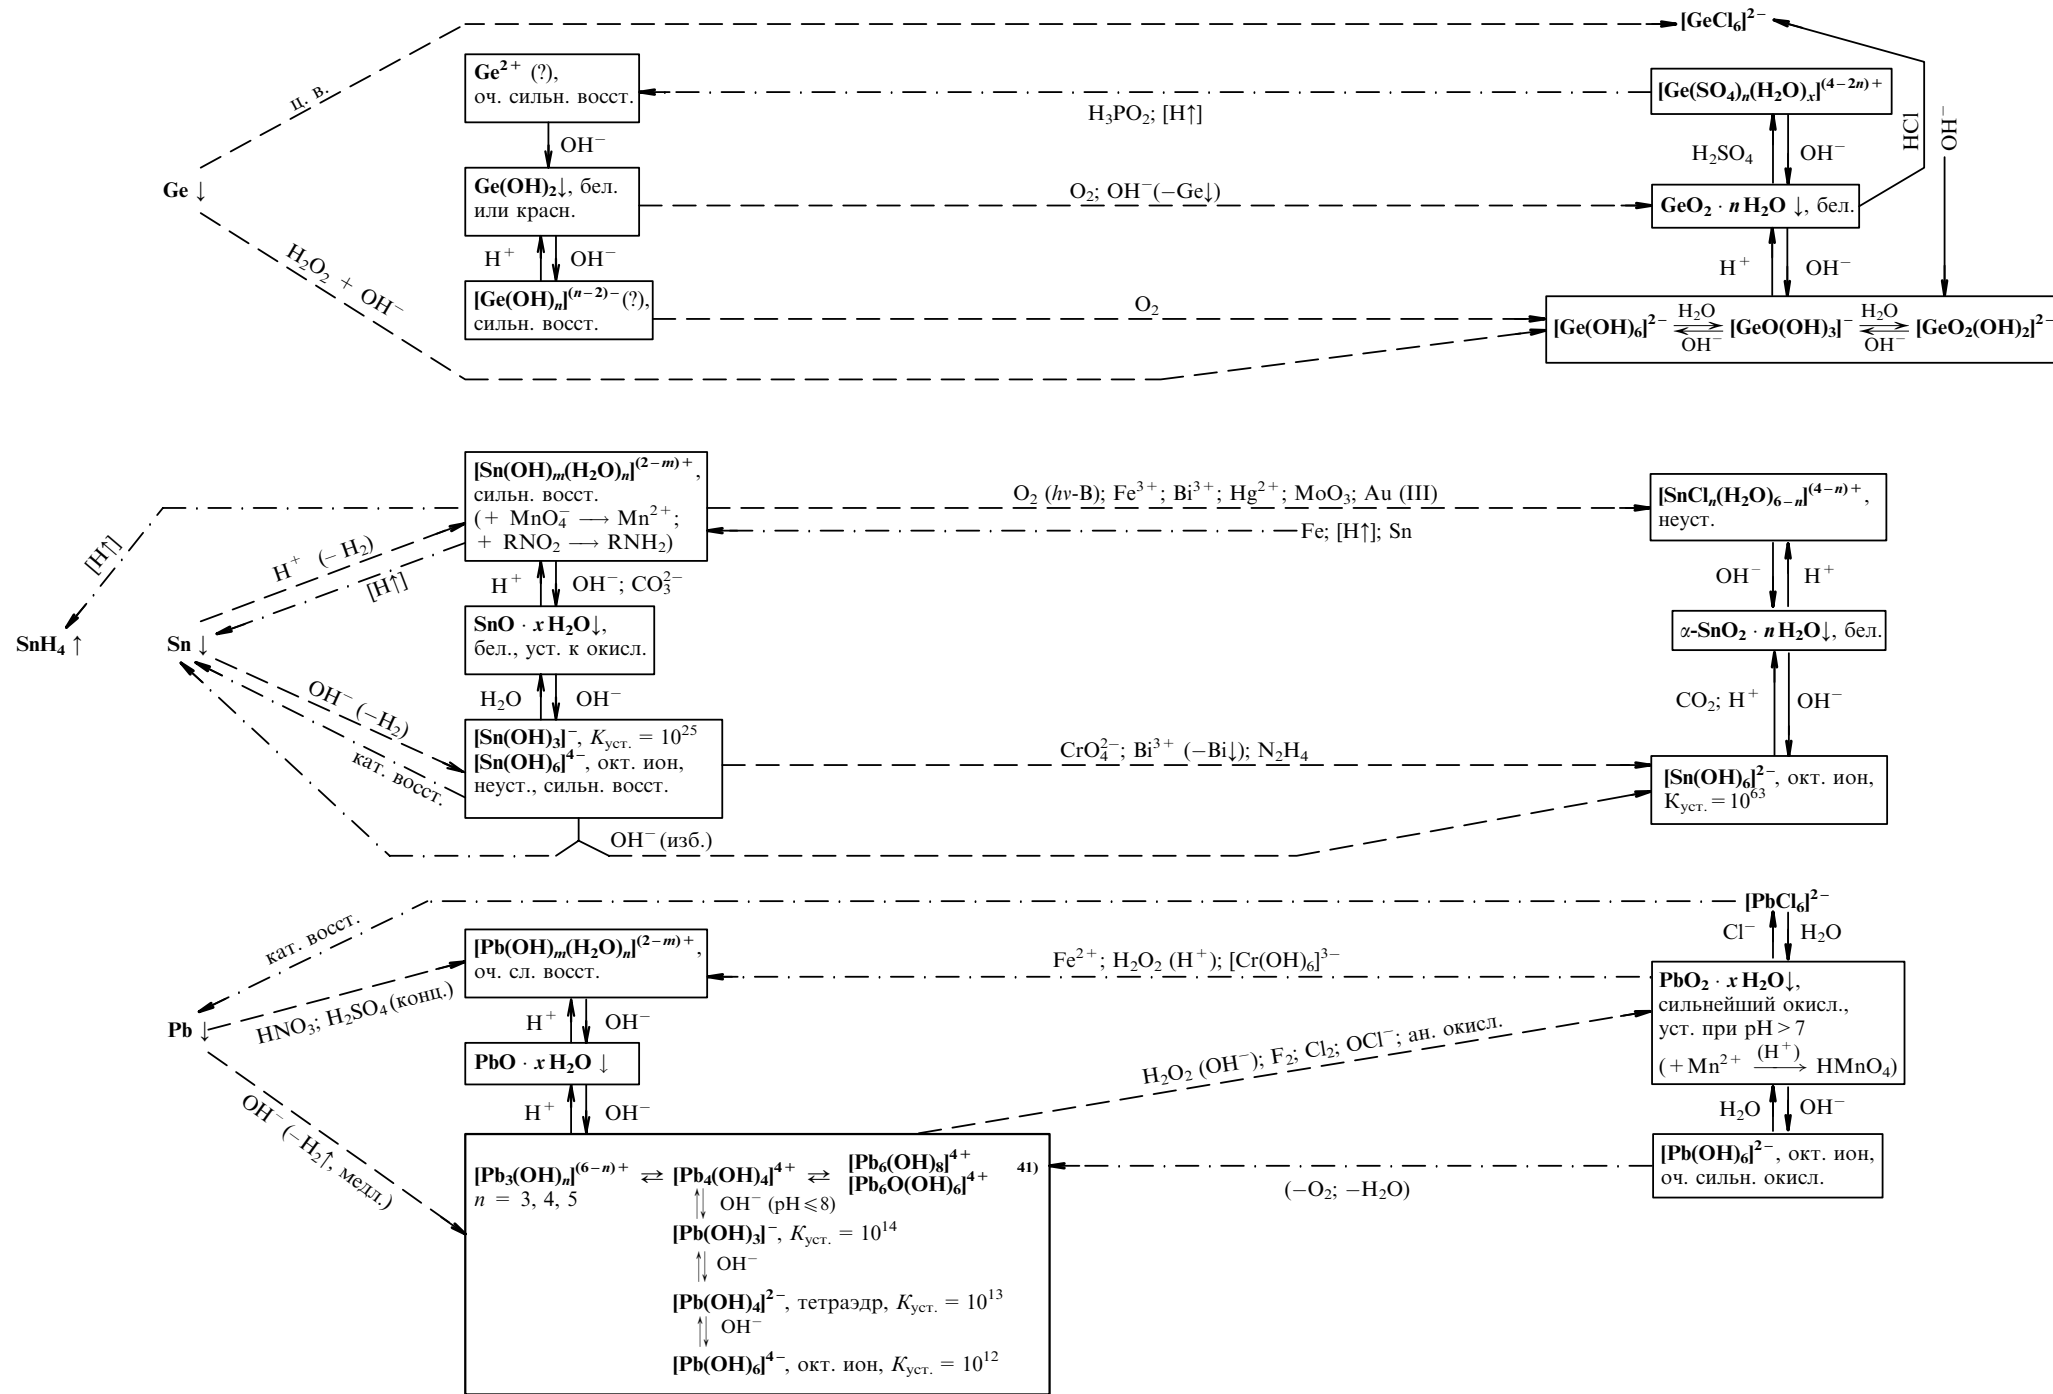 [GeCl₆]²⁻
ц. в.
Ge²⁺ (?),
оч. сильн. восст.
[Ge(SO₄)ₙ(H₂O)ₓ]⁽⁴⁻²ⁿ⁾⁺
H₃PO₂; [H↑]
HCl
OH⁻
OH⁻
H₂SO₄
OH⁻
Ge ↓
Ge(OH)₂↓, бел.
или красн.
O₂; OH⁻(−Ge↓)
GeO₂ · n H₂O ↓, бел.
H₂O₂ + OH⁻
H⁺
OH⁻
H⁺
OH⁻
[Ge(OH)ₙ]⁽ⁿ⁻²⁾⁻(?),
сильн. восст.
O₂
[Ge(OH)₆]²⁻ H₂O ⇄ OH⁻ [GeO(OH)₃]⁻ H₂O ⇄ OH⁻ [GeO₂(OH)₂]²⁻
[Sn(OH)ₘ(H₂O)ₙ]⁽²⁻ᵐ⁾⁺,
сильн. восст.
(+ MnO₄⁻ ⟶ Mn²⁺;
+ RNO₂ ⟶ RNH₂)
O₂ (hν-В); Fe³⁺; Bi³⁺; Hg²⁺; MoO₃; Au (III)
Fe; [H↑]; Sn
[SnClₙ(H₂O)₆₋ₙ]⁽⁴⁻ⁿ⁾⁺,
неуст.
[H↑]
H⁺ (− H₂)
[H↑]
H⁺
OH⁻; CO₃²⁻
OH⁻
H⁺
SnH₄ ↑
Sn ↓
SnO · x H₂O↓,
бел., уст. к окисл.
α-SnO₂ · n H₂O↓, бел.
OH⁻ (−H₂)
кат. восст.
H₂O
OH⁻
CO₂; H⁺
OH⁻
[Sn(OH)₃]⁻, Kуст. = 10²⁵
[Sn(OH)₆]⁴⁻, окт. ион,
неуст., сильн. восст.
CrO₄²⁻; Bi³⁺ (−Bi↓); N₂H₄
[Sn(OH)₆]²⁻, окт. ион,
Kуст. = 10⁶³
OH⁻ (изб.)
[PbCl₆]²⁻
кат. восст.
Cl⁻
H₂O
[Pb(OH)ₘ(H₂O)ₙ]⁽²⁻ᵐ⁾⁺,
оч. сл. восст.
Fe²⁺; H₂O₂ (H⁺); [Cr(OH)₆]³⁻
PbO₂ · x H₂O↓,
сильнейший окисл.,
уст. при pH > 7
(+ Mn²⁺ (H⁺)⟶ HMnO₄)
Pb ↓
HNO₃; H₂SO₄ (конц.)
H⁺
OH⁻
PbO · x H₂O ↓
H₂O₂ (OH⁻); F₂; Cl₂; OCl⁻; ан. окисл.
OH⁻ (−H₂↑, медл.)
H⁺
OH⁻
H₂O
OH⁻
[Pb₃(OH)ₙ]⁽⁶⁻ⁿ⁾⁺ ⇄ [Pb₄(OH)₄]⁴⁺ ⇄ [Pb₆(OH)₈]⁴⁺
[Pb₆O(OH)₆]⁴⁺ 41)
n = 3, 4, 5
OH⁻ (pH ⩽ 8)
[Pb(OH)₆]²⁻, окт. ион,
оч. сильн. окисл.
(−O₂; −H₂O)
[Pb(OH)₃]⁻, Kуст. = 10¹⁴
OH⁻
[Pb(OH)₄]²⁻, тетраэдр, Kуст. = 10¹³
OH⁻
[Pb(OH)₆]⁴⁻, окт. ион, Kуст. = 10¹²